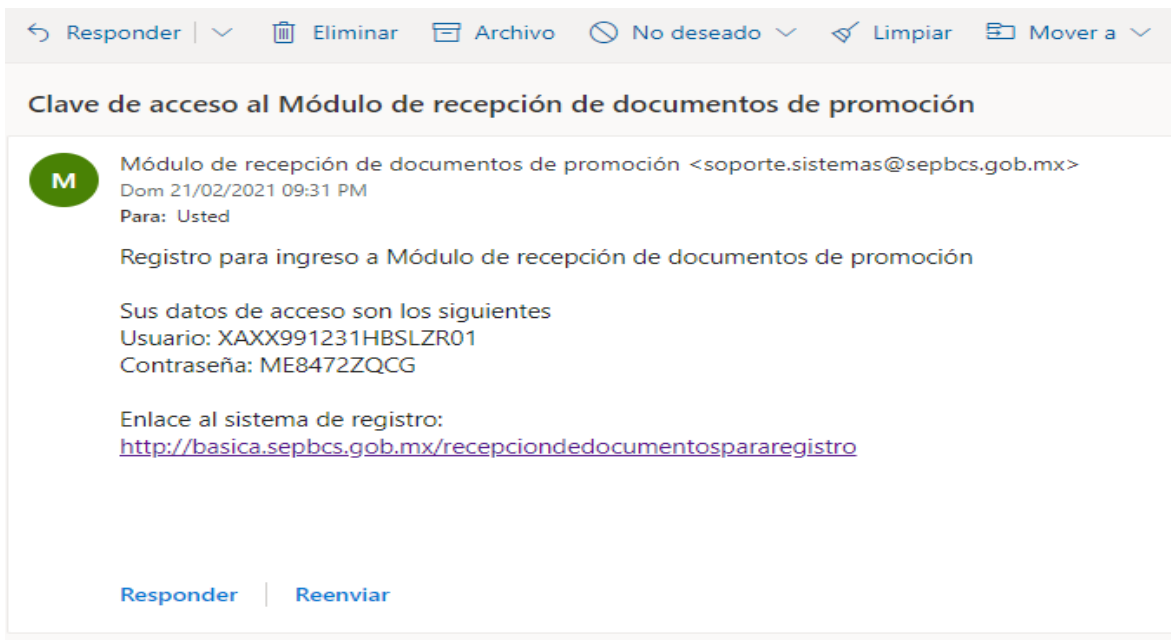 Responder Eliminar Archivo No deseado Limpiar Mover a
Clave de acceso al Módulo de recepción de documentos de promoción
M
Módulo de recepción de documentos de promoción <soporte.sistemas@sepbcs.gob.mx>
Dom 21/02/2021 09:31 PM
Para: Usted
Registro para ingreso a Módulo de recepción de documentos de promoción
Sus datos de acceso son los siguientes
Usuario: XAXX991231HBSLZR01
Contraseña: ME8472ZQCG
Enlace al sistema de registro:
http://basica.sepbcs.gob.mx/recepciondedocumentospararegistro
Responder Reenviar